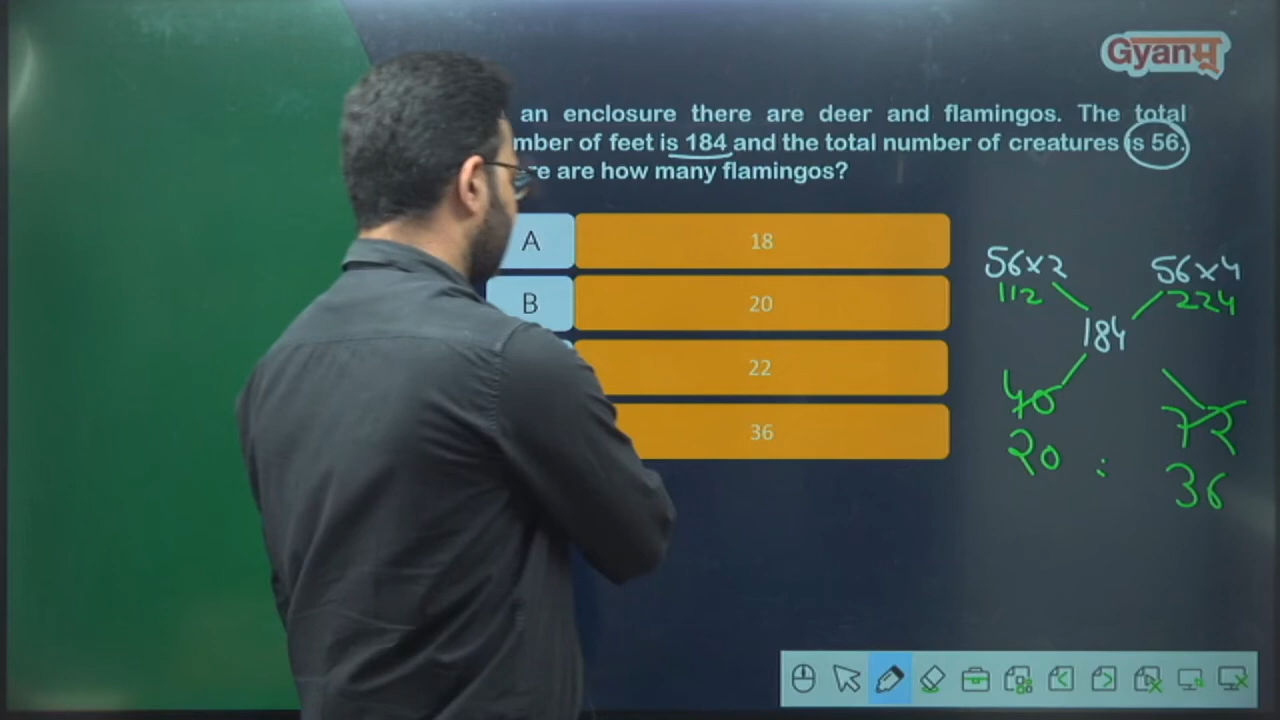 Gyanभू
an enclosure there are deer and flamingos. The total
mber of feet is 184 and the total number of creatures is 56.
re are how many flamingos?
A 18
B 20
22
36
56×2 56×4
112 224
184
40 72
20 : 36